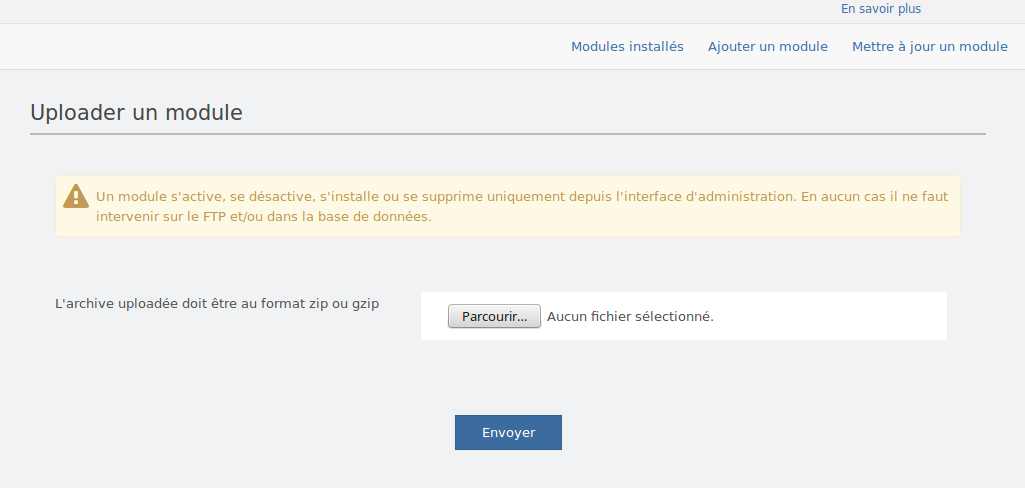 En savoir plus
Modules installés Ajouter un module Mettre à jour un module
Uploader un module
Un module s'active, se désactive, s'installe ou se supprime uniquement depuis l'interface d'administration. En aucun cas il ne faut
intervenir sur le FTP et/ou dans la base de données.
L'archive uploadée doit être au format zip ou gzip
Parcourir... Aucun fichier sélectionné.
Envoyer